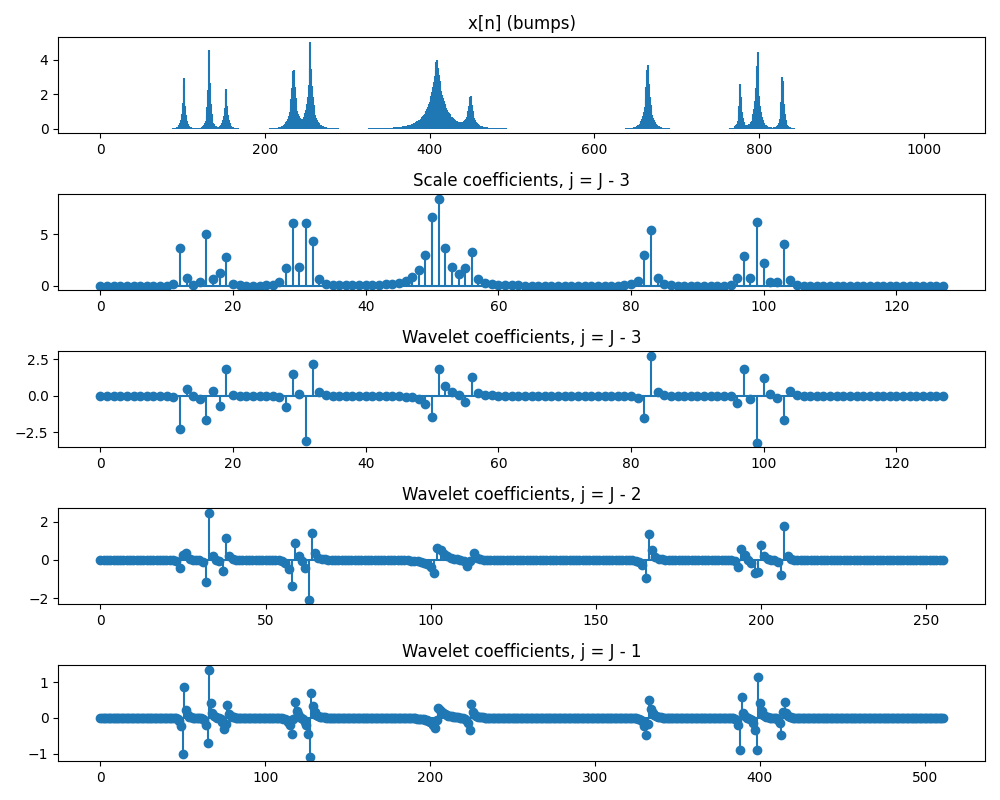 x[n] (bumps)
4
2
0
0 200 400 600 800 1000
Scale coefficients, j = J - 3
5
0
0 20 40 60 80 100 120
Wavelet coefficients, j = J - 3
2.5
0.0
−2.5
0 20 40 60 80 100 120
Wavelet coefficients, j = J - 2
2
0
−2
0 50 100 150 200 250
Wavelet coefficients, j = J - 1
1
0
−1
0 100 200 300 400 500